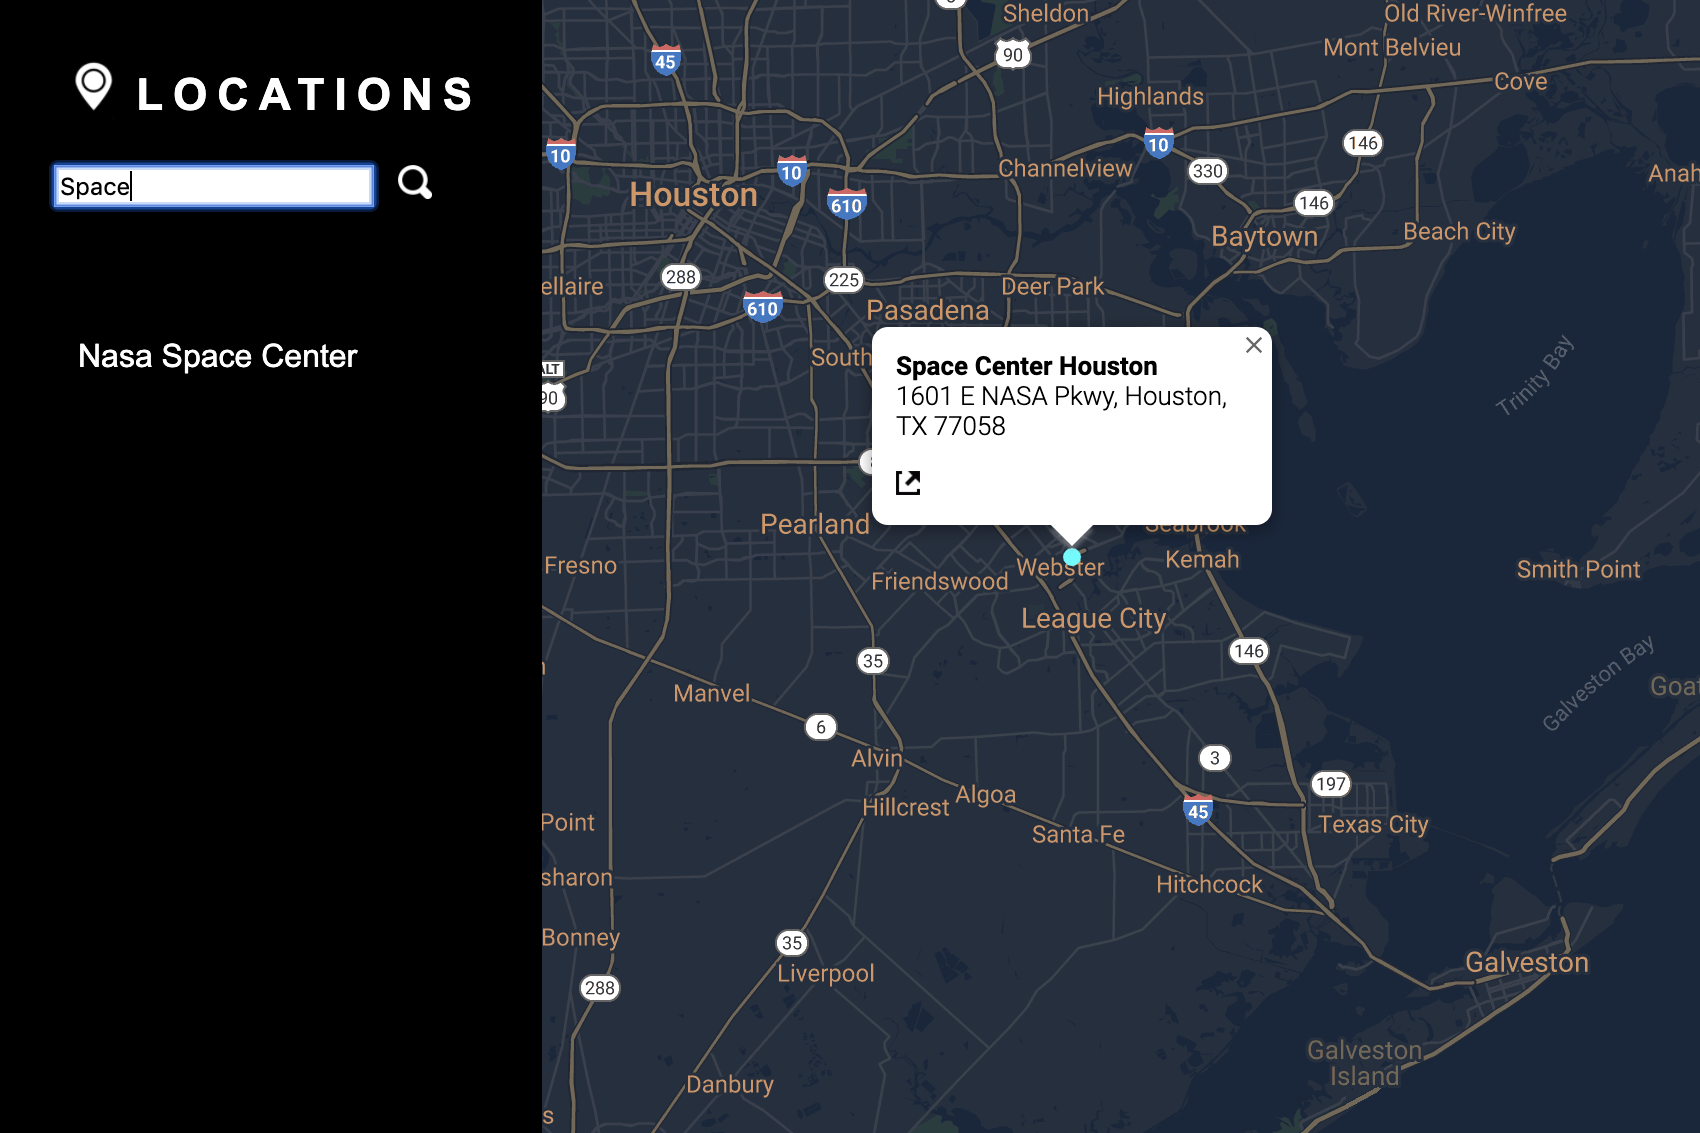 LOCATIONS
Space
Nasa Space Center
Sheldon
Old River-Winfree
Mont Belvieu
45
90
Cove
Highlands
10
10
10
146
Channelview
330
Houston
610
146
Baytown
Beach City
288
225
ellaire
Deer Park
610
Pasadena
South
Space Center Houston
1601 E NASA Pkwy, Houston,
TX 77058
90
Trinity Bay
Pearland
Seabrook
Fresno
Friendswood
Webster
Kemah
Smith Point
League City
146
35
Galveston Bay
Manvel
6
Alvin
3
197
Hillcrest
Algoa
45
Santa Fe
Texas City
Point
sharon
Hitchcock
Bonney
35
Liverpool
Galveston
288
Galveston
Island
Danbury
s